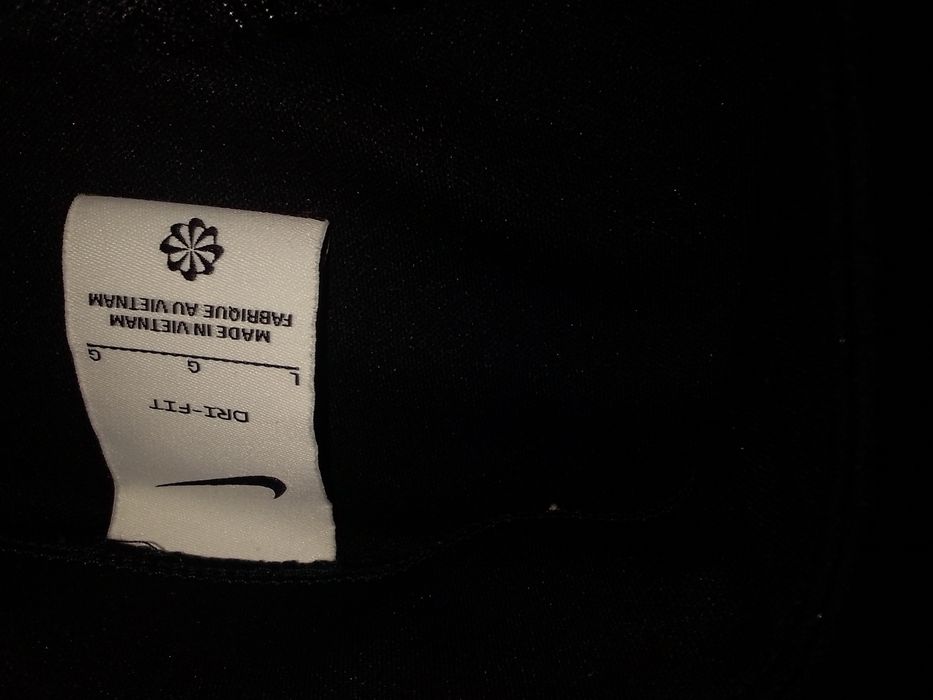 DRI-FIT
L G G
MADE IN VIETNAM
FABRIQUE AU VIETNAM